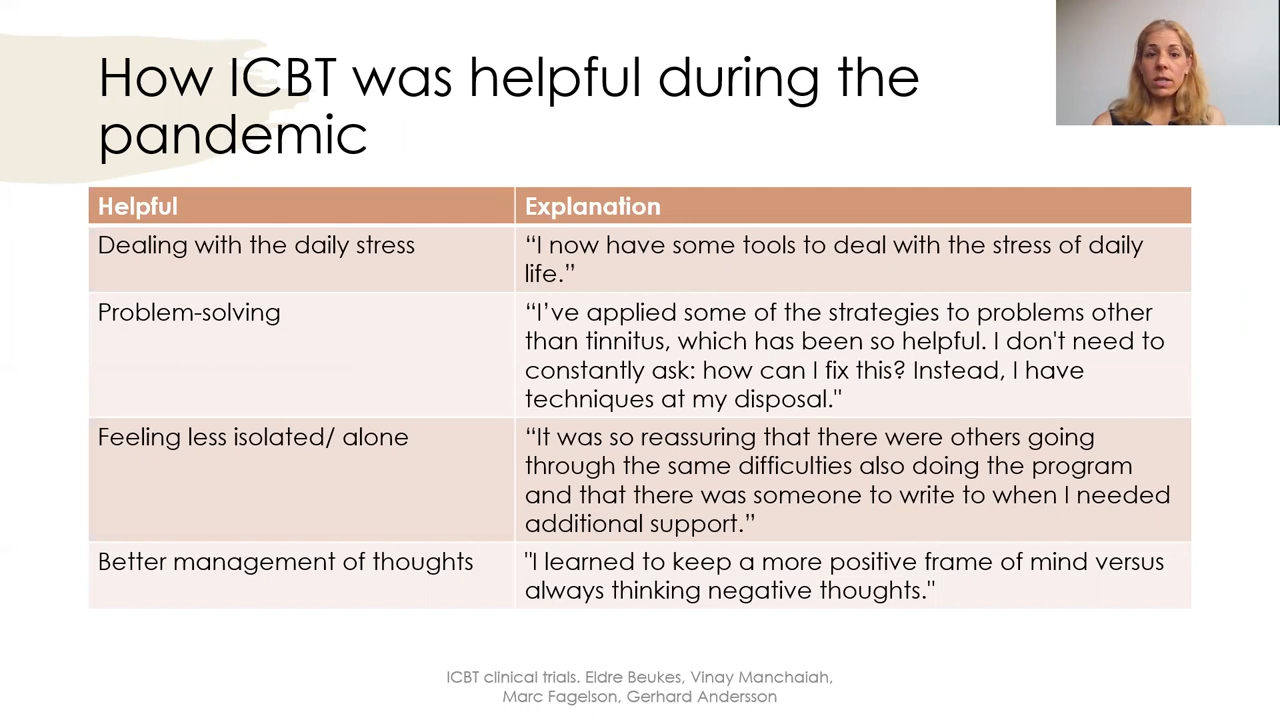 How ICBT was helpful during the
pandemic
Helpful
Explanation
Dealing with the daily stress
“I now have some tools to deal with the stress of daily
life.”
Problem-solving
“I’ve applied some of the strategies to problems other
than tinnitus, which has been so helpful. I don't need to
constantly ask: how can I fix this? Instead, I have
techniques at my disposal."
Feeling less isolated/ alone
“It was so reassuring that there were others going
through the same difficulties also doing the program
and that there was someone to write to when I needed
additional support.”
Better management of thoughts
"I learned to keep a more positive frame of mind versus
always thinking negative thoughts."
ICBT clinical trials. Eldre Beukes, Vinay Manchaiah,
Marc Fagelson, Gerhard Andersson